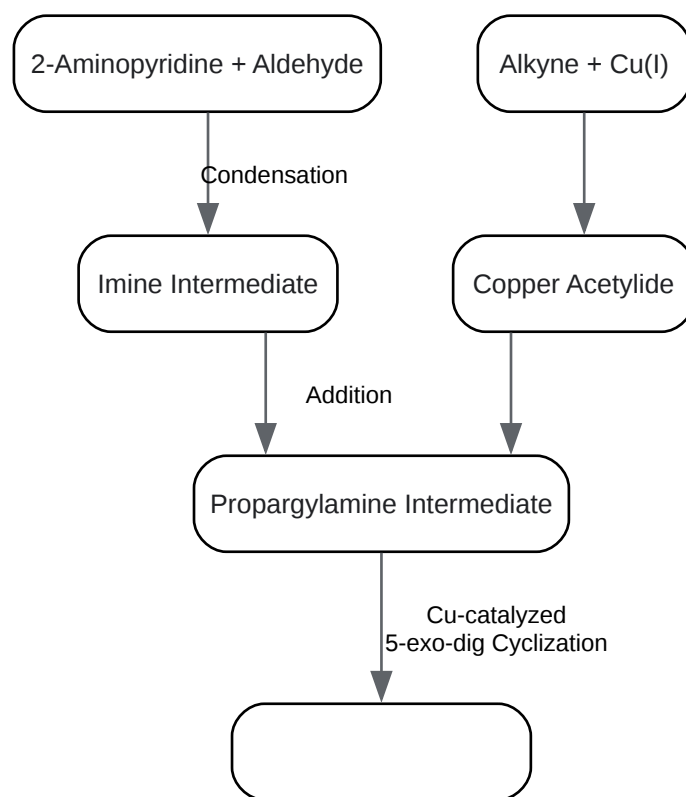 2-Aminopyridine + Aldehyde
Alkyne + Cu(I)
Condensation
Imine Intermediate
Copper Acetylide
Addition
Propargylamine Intermediate
Cu-catalyzed
5-exo-dig Cyclization